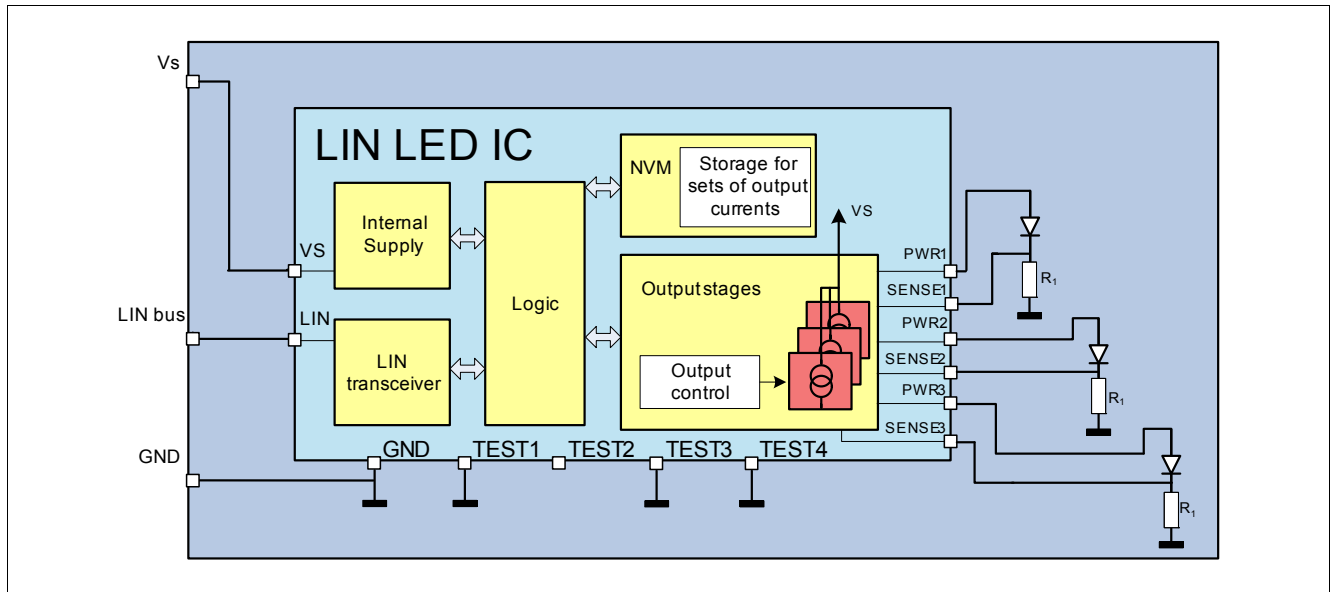 Vs
LIN LED IC
NVM
Storage for
sets of output
currents
Internal
Supply
VS
VS
PWR1
R1
SENSE1
Logic
Output stages
LIN bus
LIN
PWR2
SENSE2
LIN
transceiver
Output
control
PWR3
R1
SENSE3
GND
GND
TEST1
TEST2
TEST3
TEST4
R1